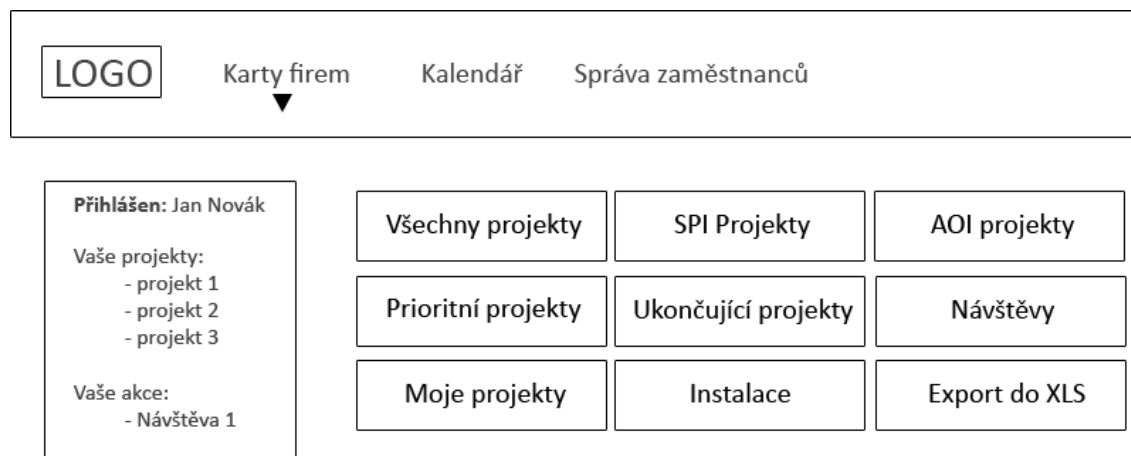 LOGO Karty firem Kalendář Správa zaměstnanců
Přihlášen: Jan Novák
Vaše projekty:
- projekt 1
- projekt 2
- projekt 3
Vaše akce:
- Návštěva 1
Všechny projekty SPI Projekty AOI projekty
Prioritní projekty Ukončující projekty Návštěvy
Moje projekty Instalace Export do XLS